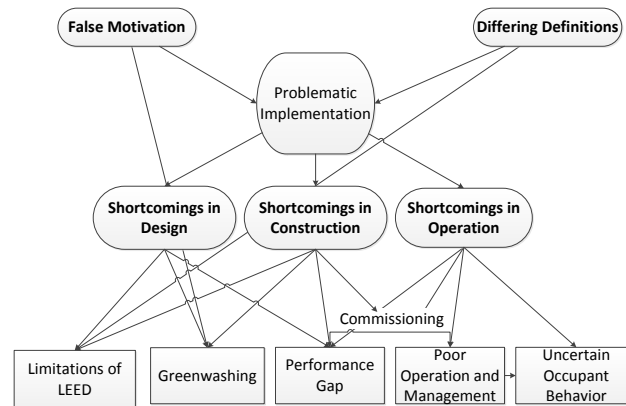 False Motivation
Differing Definitions
Problematic
Implementation
Shortcomings in
Design
Shortcomings in
Construction
Shortcomings in
Operation
Commissioning
Limitations of
LEED
Greenwashing
Performance
Gap
Poor
Operation and
Management
Uncertain
Occupant
Behavior